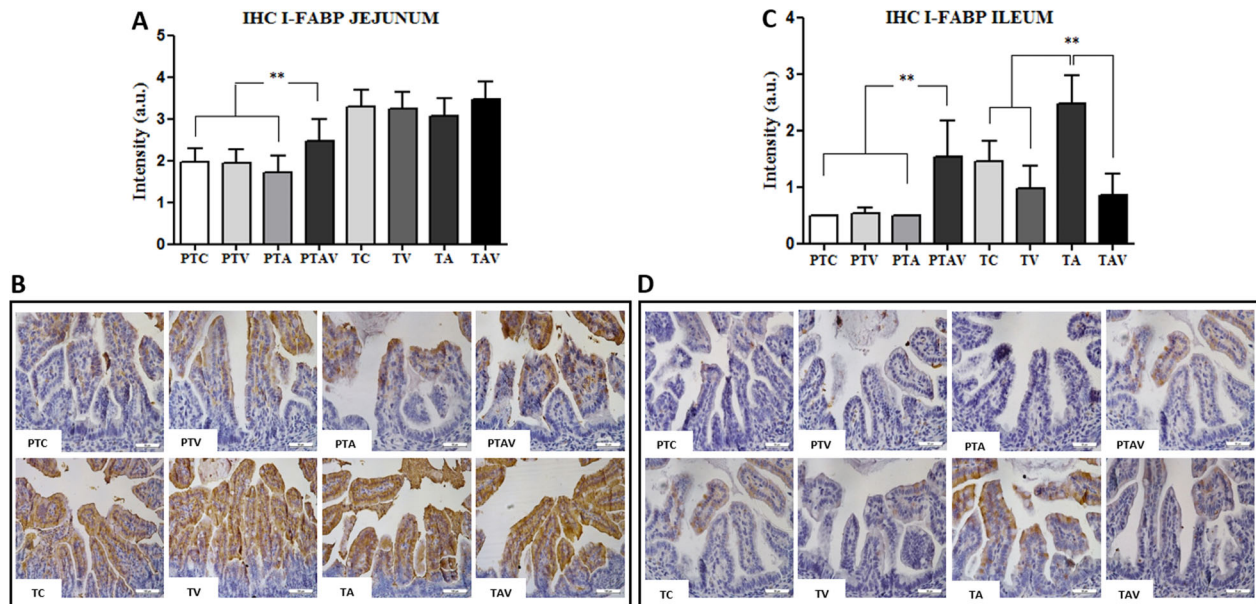 A
IHC I-FABP JEJUNUM
Intensity (a.u.)
5
4
3
2
1
0
**
PTC PTV PTA PTAV TC TV TA TAV
C
IHC I-FABP ILEUM
Intensity (a.u.)
4
3
2
1
0
**
**
PTC PTV PTA PTAV TC TV TA TAV
B
PTC PTV PTA PTAV
TC TV TA TAV
D
PTC PTV PTA PTAV
TC TV TA TAV